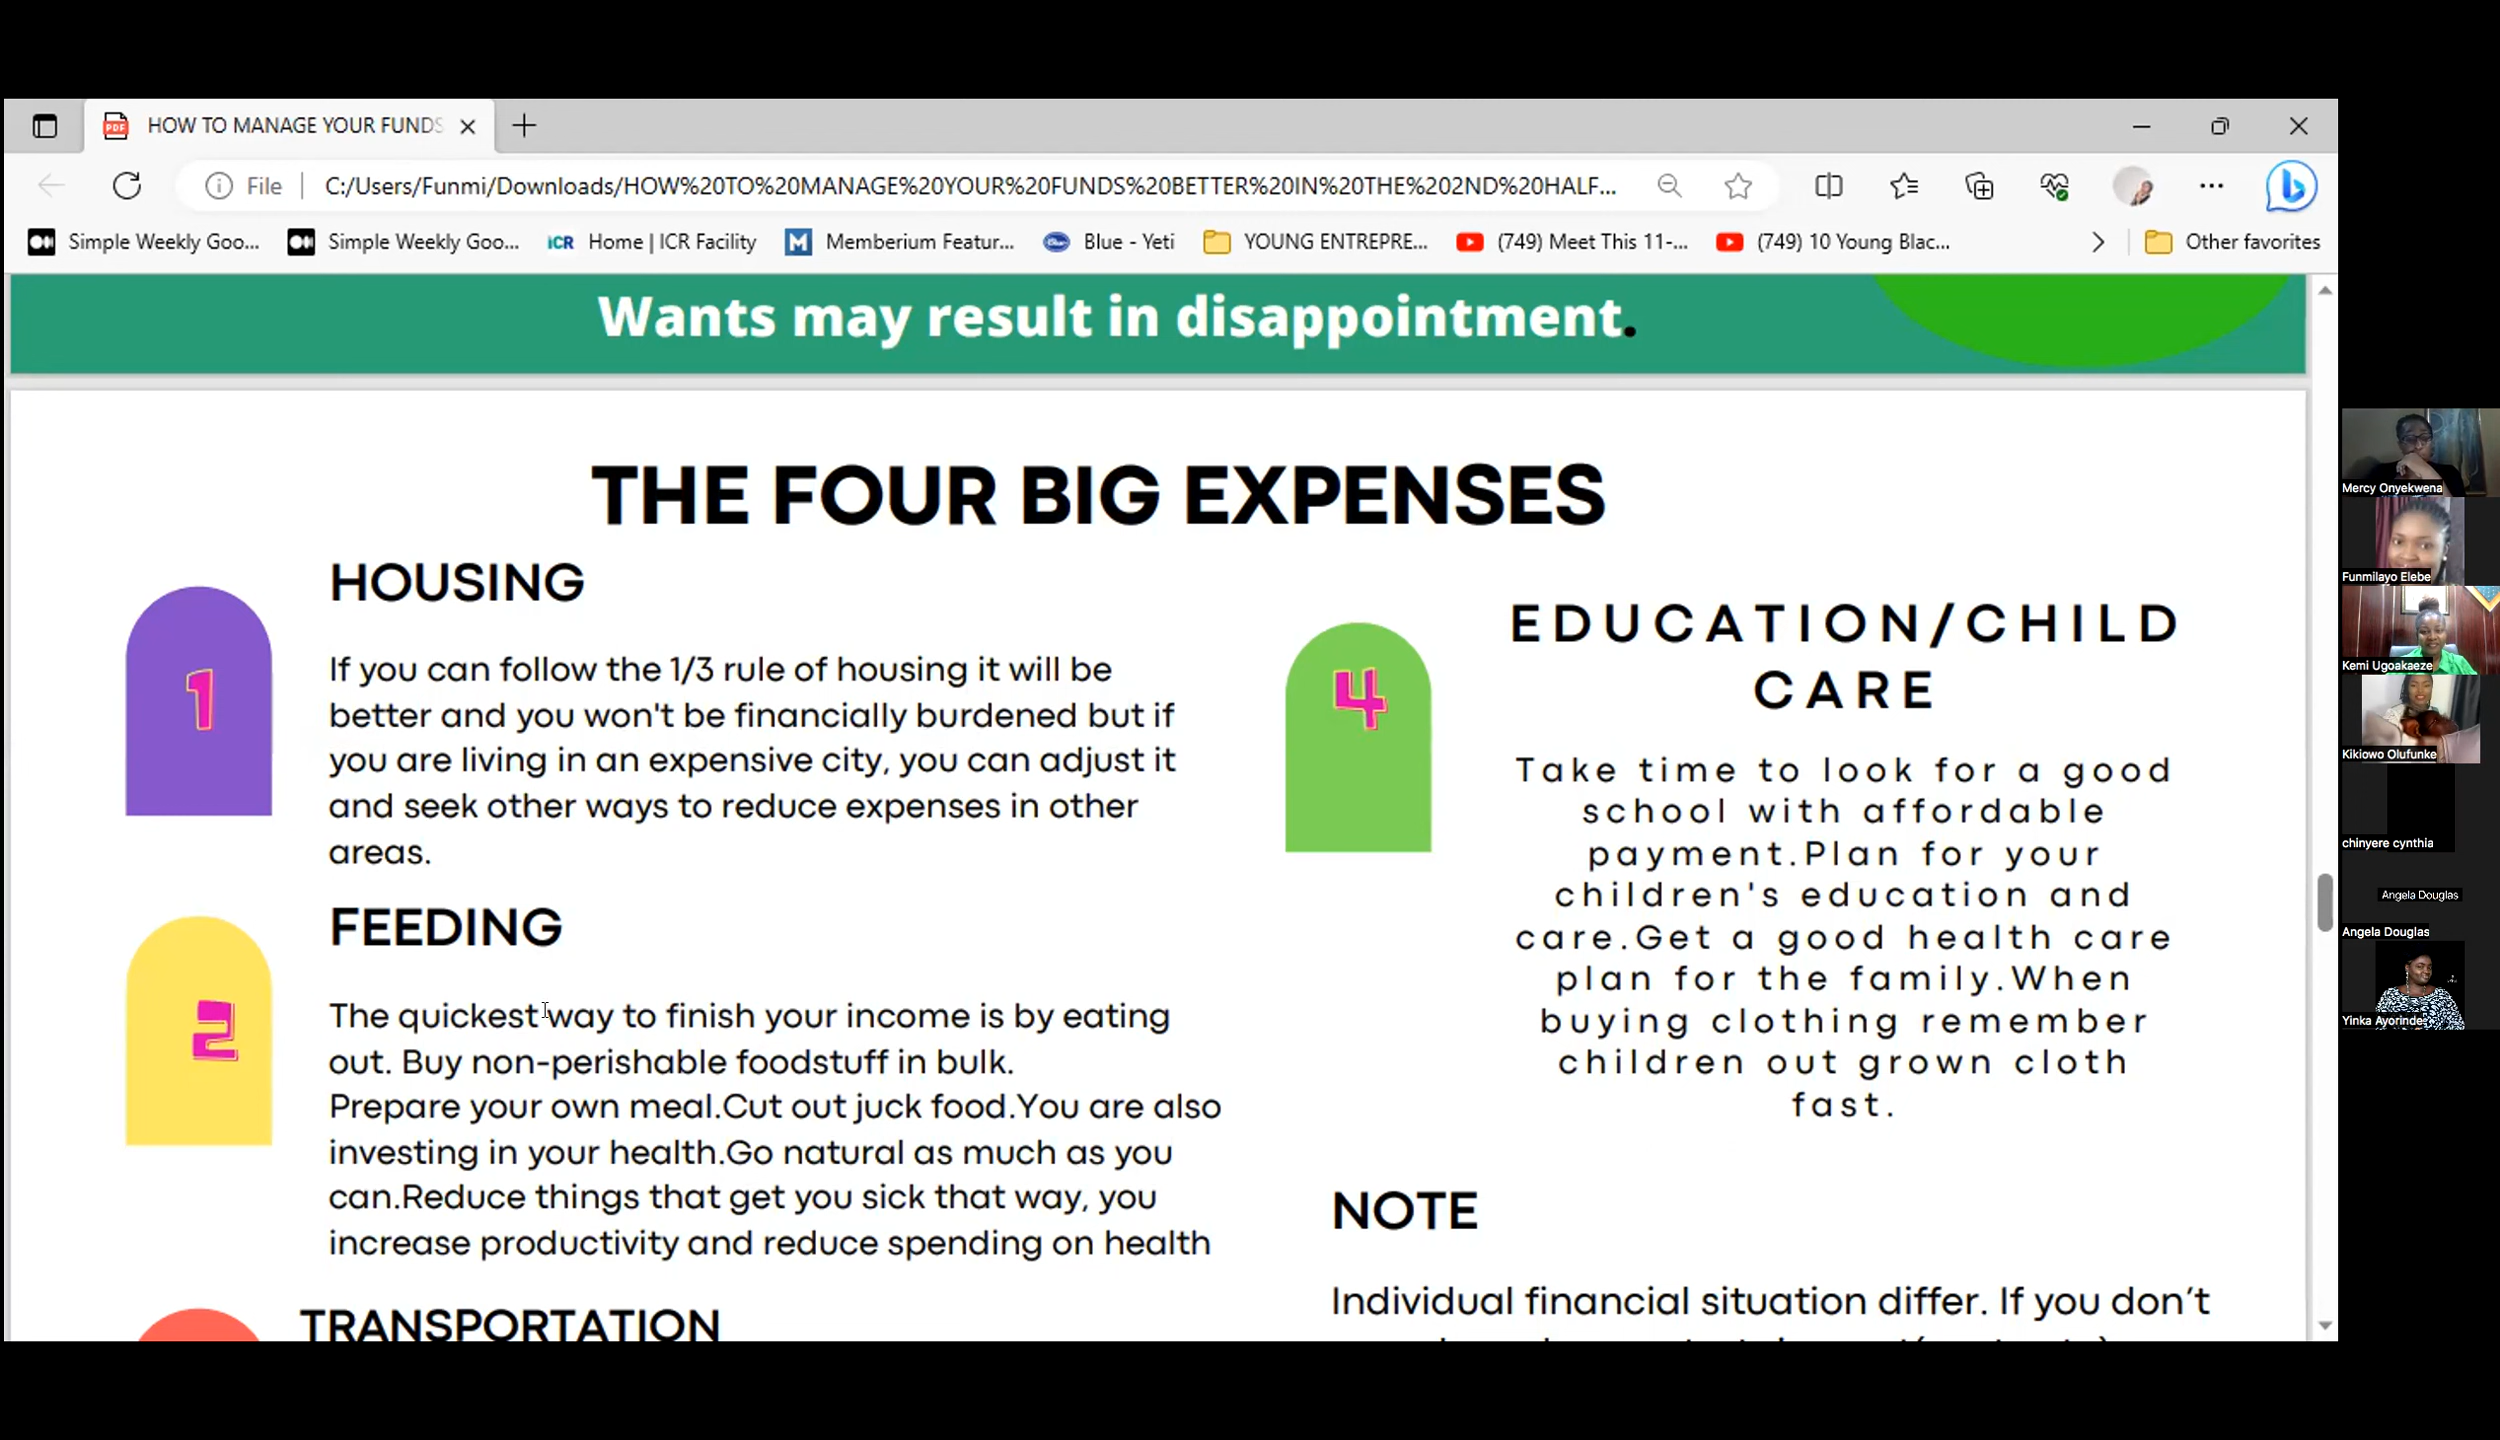 HOW TO MANAGE YOUR FUNDS
File
C:/Users/Funmi/Downloads/HOW%20TO%20MANAGE%20YOUR%20FUNDS%20BETTER%20IN%20THE%202ND%20HALF...
Simple Weekly Goo...
Simple Weekly Goo...
iCR Home | ICR Facility
M Memberium Featur...
Blue - Yeti
YOUNG ENTREPRE...
(749) Meet This 11-...
(749) 10 Young Blac...
Other favorites
Wants may result in disappointment.
THE FOUR BIG EXPENSES
1
HOUSING
If you can follow the 1/3 rule of housing it will be
better and you won't be financially burdened but if
you are living in an expensive city, you can adjust it
and seek other ways to reduce expenses in other
areas.
2
FEEDING
The quickest way to finish your income is by eating
out. Buy non-perishable foodstuff in bulk.
Prepare your own meal.Cut out juck food.You are also
investing in your health.Go natural as much as you
can.Reduce things that get you sick that way, you
increase productivity and reduce spending on health
TRANSPORTATION
4
EDUCATION/CHILD
CARE
Take time to look for a good
school with affordable
payment.Plan for your
children's education and
care.Get a good health care
plan for the family.When
buying clothing remember
children out grown cloth
fast.
NOTE
Individual financial situation differ. If you don't
Mercy Onyekwena
Funmilayo Elebe
Kemi Ugoakaeze
Kikiowo Olufunke
chinyere cynthia
Angela Douglas
Angela Douglas
Yinka Ayorinde